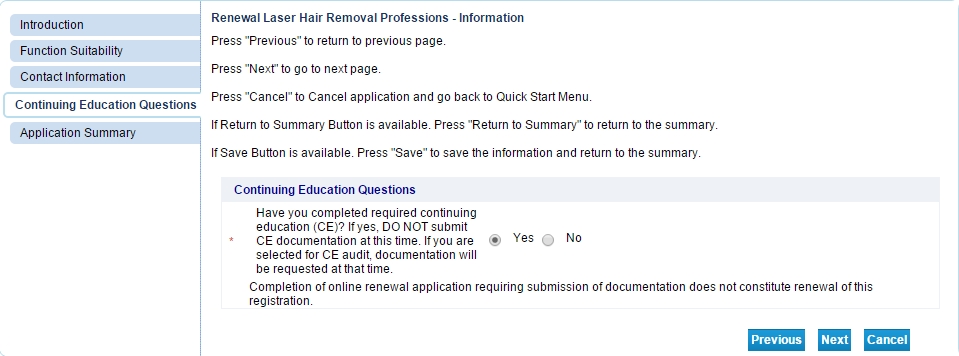 Introduction
Function Suitability
Contact Information
Continuing Education Questions
Application Summary
Renewal Laser Hair Removal Professions - Information
Press "Previous" to return to previous page.
Press "Next" to go to next page.
Press "Cancel" to Cancel application and go back to Quick Start Menu.
If Return to Summary Button is available. Press "Return to Summary" to return to the summary.
If Save Button is available. Press "Save" to save the information and return to the summary.
Continuing Education Questions
Have you completed required continuing
education (CE)? If yes, DO NOT submit
* CE documentation at this time. If you are
selected for CE audit, documentation will
be requested at that time.
Yes No
Completion of online renewal application requiring submission of documentation does not constitute renewal of this
registration.
Previous Next Cancel